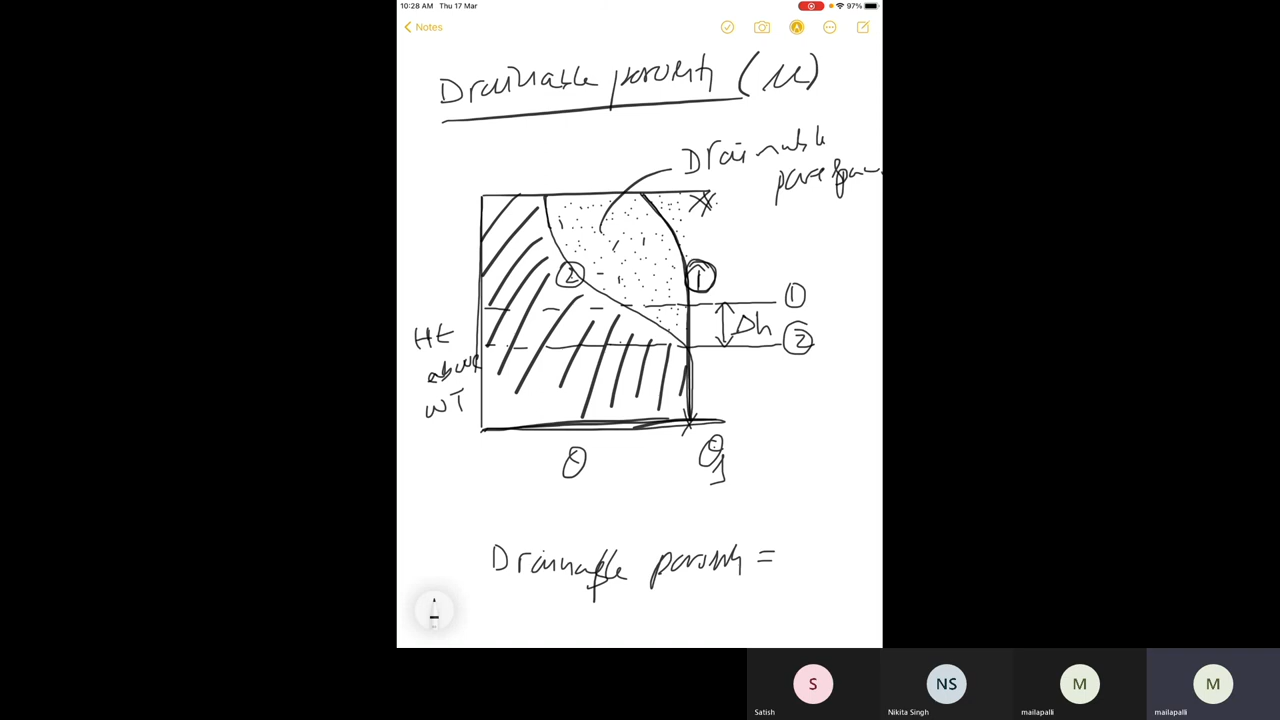 10:28 AM Thu 17 Mar
97%
Notes
Drainable porosity (μ)
Drainable
pore space
2
1
1
Δh
2
Ht
above
WT
θ
θs
Drainable porosity =
S
NS
M
M
Satish
Nikita Singh
mailapalli
mailapalli